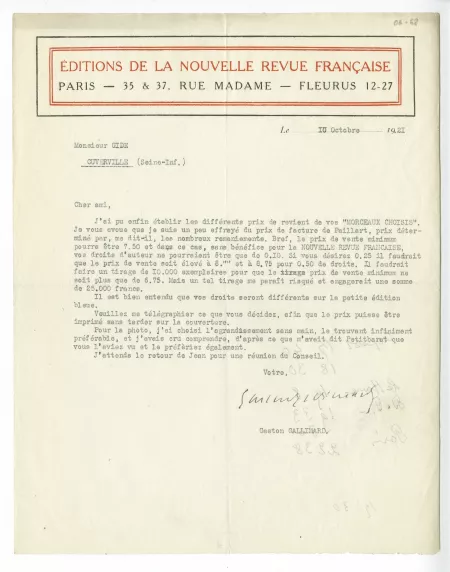 ÉDITIONS DE LA NOUVELLE REVUE FRANÇAISE
PARIS — 35 & 37, RUE MADAME — FLEURUS 12-27
Le 10 Octobre 1921
Monsieur GIDE
CUVERVILLE (Seine-Inf.)
Cher ami,
J'ai pu enfin établir les différents prix de revient de vos "MORCEAUX CHOISIS".
Je vous avoue que je suis un peu effrayé du prix de facture de Paillart, prix déter-
miné par, me dit-il, les nombreux remaniements. Bref, le prix de vente minimum
pourra être 7.50 et dans ce cas, sans bénéfice pour la NOUVELLE REVUE FRANCAISE,
vos droits d'auteur ne pourraient être que de 0.10. Si vous désirez 0,25 il faudrait
que le prix de vente soit élevé à 8. et à 8,75 pour 0.50 de droits. Il faudrait
faire un tirage de 10.000 exemplaires pour que le tirage prix de vente minimum ne
soit plus que de 6.75. Mais un tel tirage me paraît risqué et engagerait une somme
de 25.000 francs.
Il est bien entendu que vos droits seront différents sur la petite édition
bleue.
Veuillez me télégraphier ce que vous décidez, afin que le prix puisse être
imprimé sans tarder sur la couverture.
Pour la photo, j'ai choisi l'agrandissement sans main, le trouvant infiniment
préférable, et j'avais cru comprendre, d'après ce que m'avait dit Petitbarat que
vous l'aviez vu et le préfériez également.
J'attends le retour de Jean pour une réunion du Conseil.
Votre,
Gaston Gallimard
Gaston GALLIMARD.